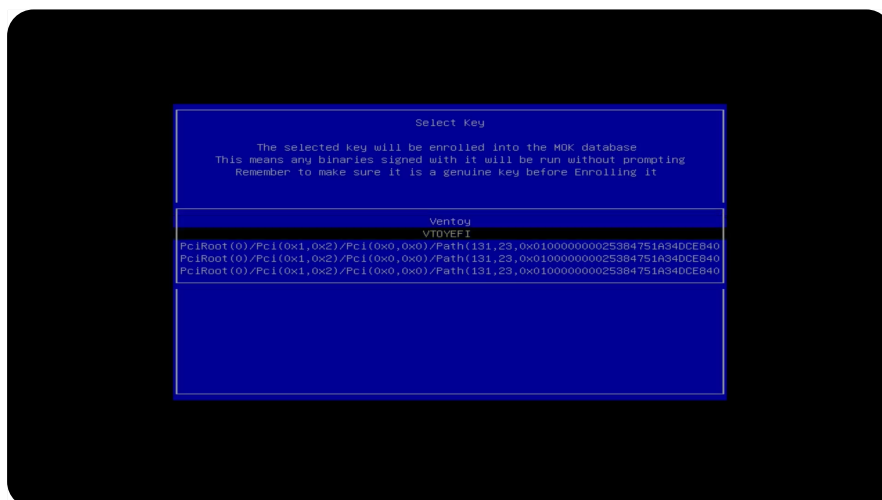 Select Key
The selected key will be enrolled into the MOK database
This means any binaries signed with it will be run without prompting
Remember to make sure it is a genuine key before Enrolling it
Ventoy
VTOYEFI
PciRoot(0)/Pci(0x1,0x2)/Pci(0x0,0x0)/Path(131,23,0x01000000025384751A34DCE840
PciRoot(0)/Pci(0x1,0x2)/Pci(0x0,0x0)/Path(131,23,0x01000000025384751A34DCE840
PciRoot(0)/Pci(0x1,0x2)/Pci(0x0,0x0)/Path(131,23,0x01000000025384751A34DCE840